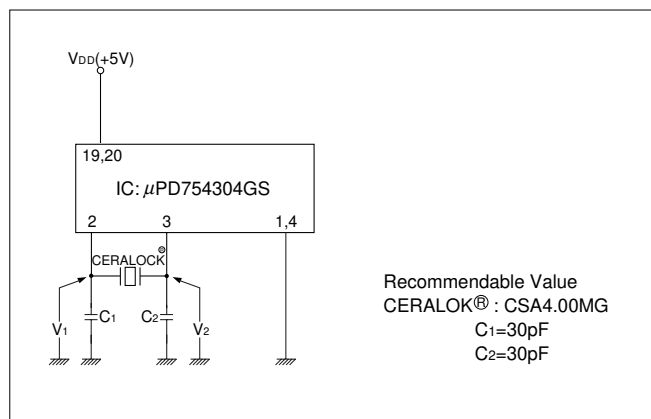 VDD(+5V)
19,20
IC: μPD754304GS
2 3 1,4
CERALOCK®
V1 C1 C2 V2
Recommendable Value
CERALOK® : CSA4.00MG
C1=30pF
C2=30pF